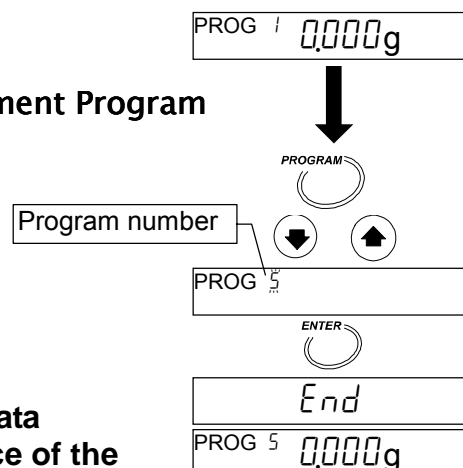 PROG 1 0.000g
ment Program
PROGRAM
Program number
PROG 5
ENTER
End
ata
PROG 5 0.000g
ce of the